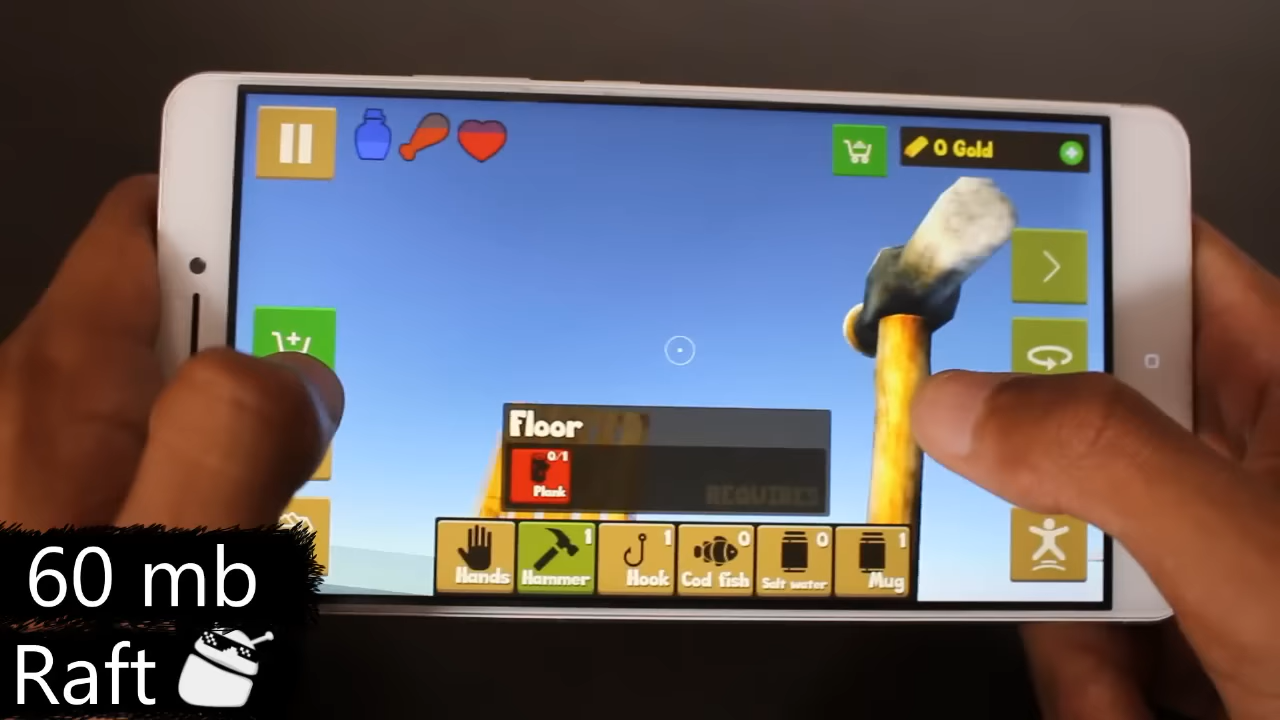 0 Gold
Floor
0/1
Plank
REQUIRES
Hands
1
Hammer
1
Hook
0
Cod fish
0
Salt water
1
Mug
60 mb
Raft